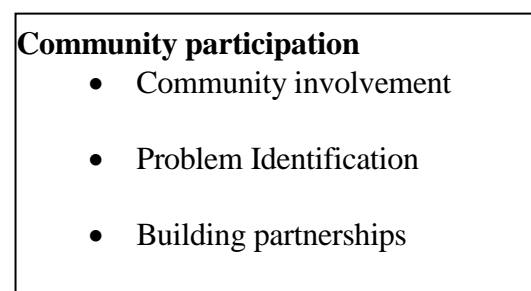 Community participation
• Community involvement
• Problem Identification
• Building partnerships